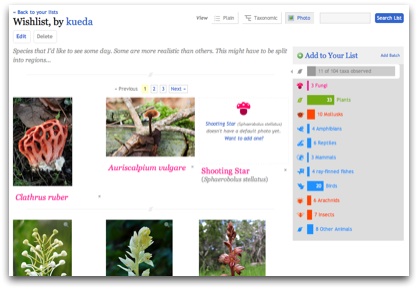 « Back to your lists
Wishlist, by kueda
View Plain Taxonomic Photo Search List
Edit Delete
Species that I'd like to see some day. Some are more realistic than others. This might have to be split
into regions...
« Previous 1 2 3 Next »
Clathrus ruber
Auriscalpium vulgare
Shooting Star (Sphaerobolus stellatus)
doesn't have a default photo yet.
Want to add one?
Shooting Star
(Sphaerobolus stellatus)
Add to Your List
Add Batch
11 of 104 taxa observed
3 Fungi
Plants
10 Mollusks
4 Amphibians
6 Reptiles
3 Mammals
4 Ray-finned Fishes
Birds
6 Arachnids
7 Insects
8 Other Animals